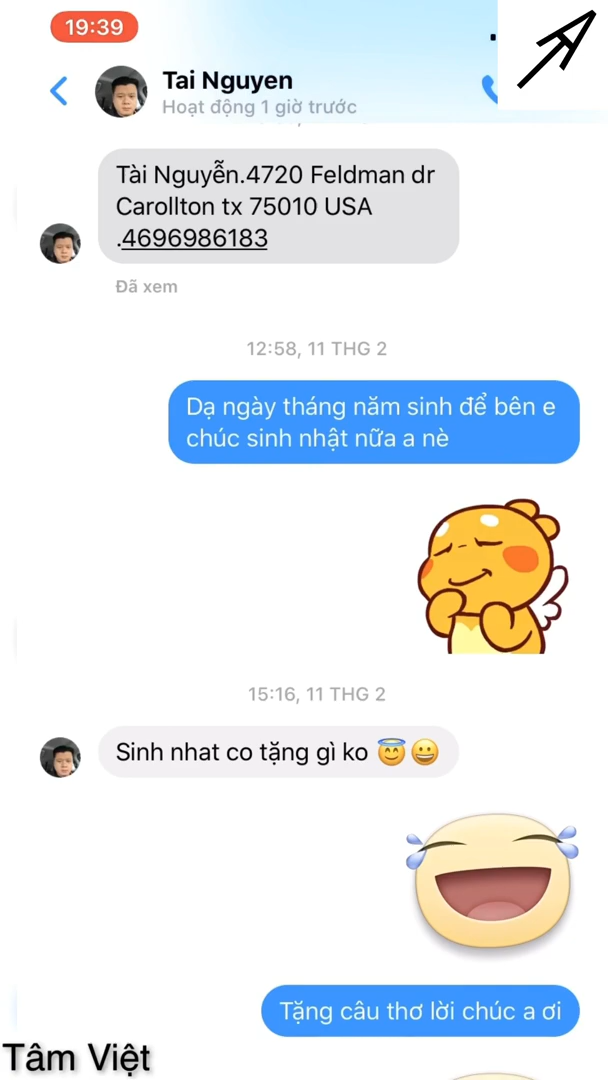 19:39
Tai Nguyen
Hoạt động 1 giờ trước
Tài Nguyễn.4720 Feldman dr
Carollton tx 75010 USA
.4696986183
Đã xem
12:58, 11 THG 2
Dạ ngày tháng năm sinh để bên e
chúc sinh nhật nữa a nè
15:16, 11 THG 2
Sinh nhat co tặng gì ko 😇😀
Tặng câu thơ lời chúc a ơi
Tâm Việt